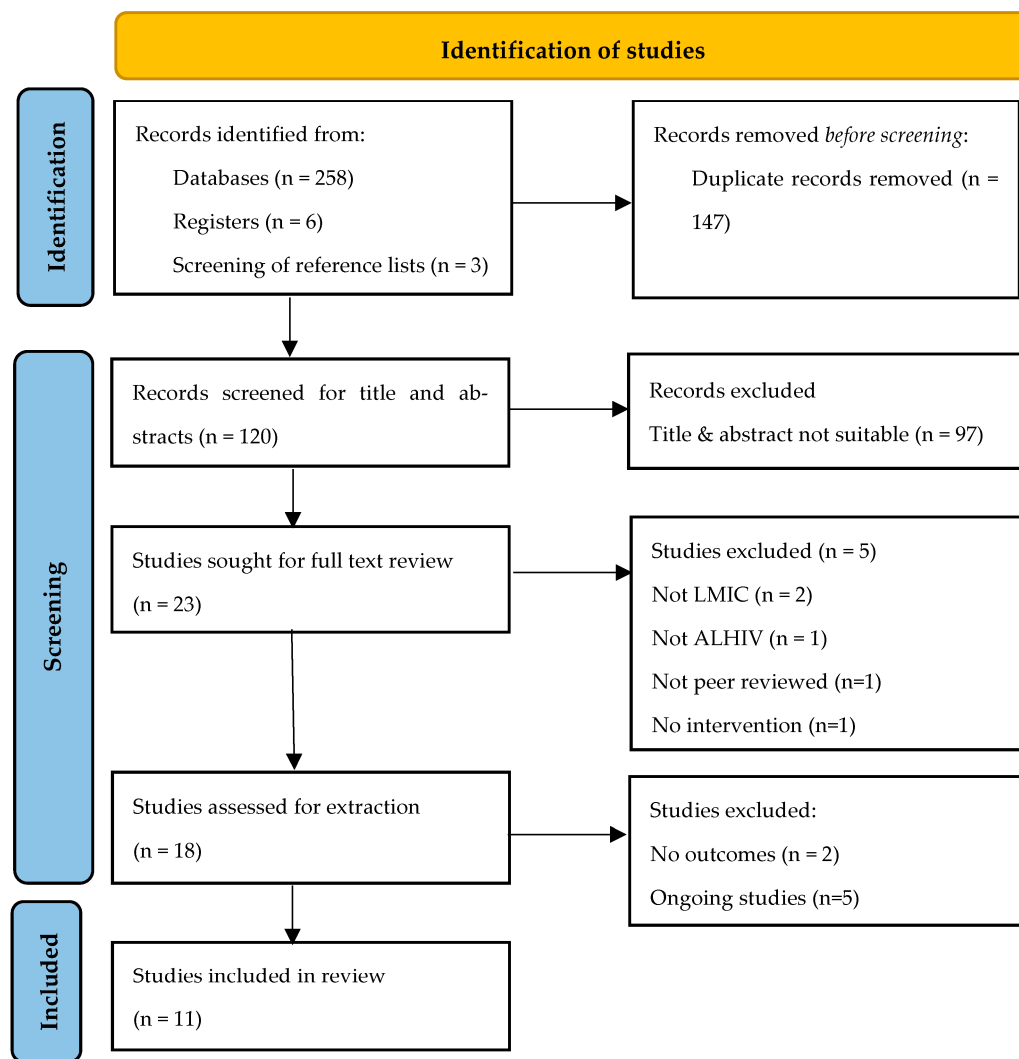 Identification of studies
Identification
Records identified from:
Databases (n = 258)
Registers (n = 6)
Screening of reference lists (n = 3)
Records removed before screening:
Duplicate records removed (n =
147)
Screening
Records screened for title and ab-
stracts (n = 120)
Records excluded
Title & abstract not suitable (n = 97)
Studies sought for full text review
(n = 23)
Studies excluded (n = 5)
Not LMIC (n = 2)
Not ALHIV (n = 1)
Not peer reviewed (n=1)
No intervention (n=1)
Studies assessed for extraction
(n = 18)
Studies excluded:
No outcomes (n = 2)
Ongoing studies (n=5)
Included
Studies included in review
(n = 11)